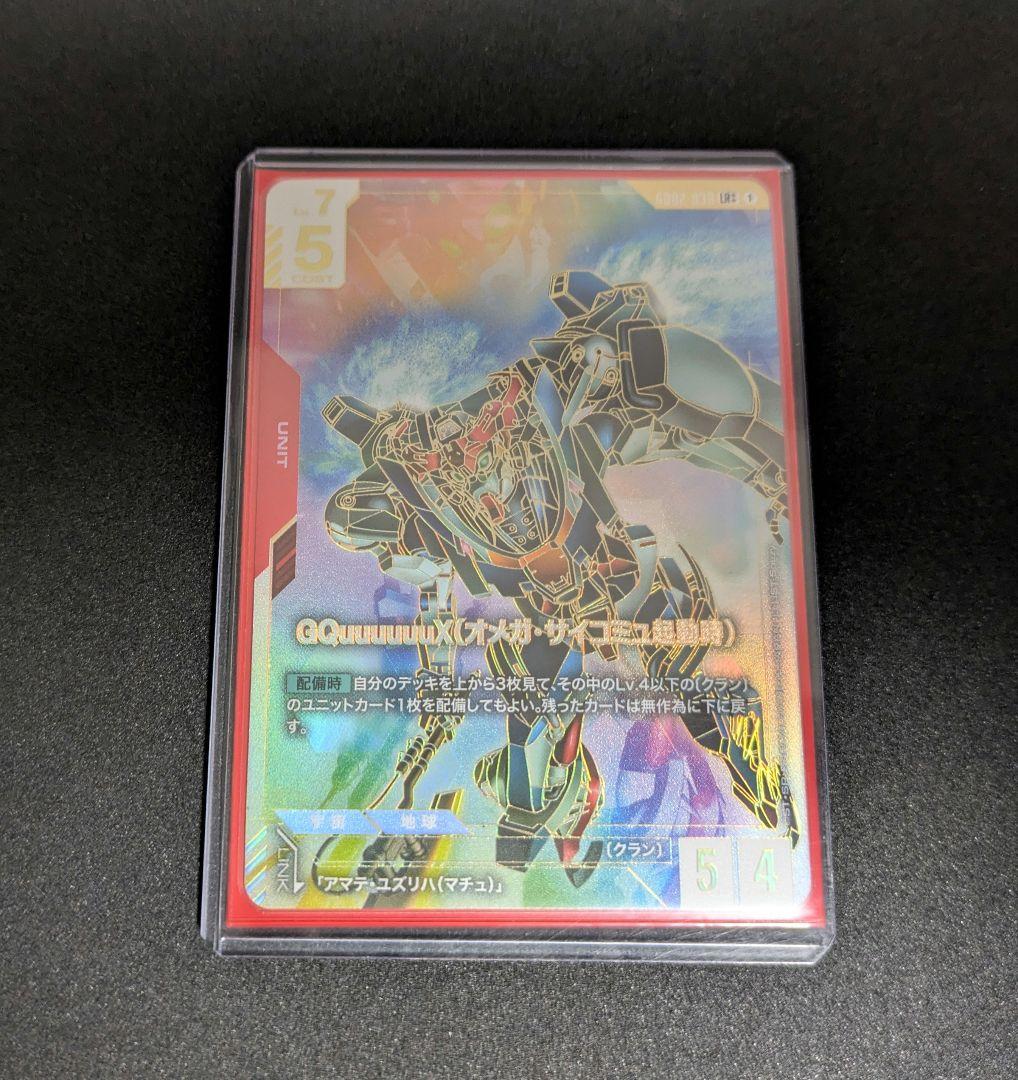 Lv.7
5
COST
LR+
UNIT
GQuuuuuuX(オメガ・サイコミュ起動時)
配備時 自分のデッキを上から3枚見て、その中のLv.4以下の〔クラン〕
のユニットカード1枚を配備してもよい。残ったカードは無作為に下に戻
す。
宇宙 地球
〔クラン〕
LINK
「アマテ・ユズリハ(マチュ)」
5 4